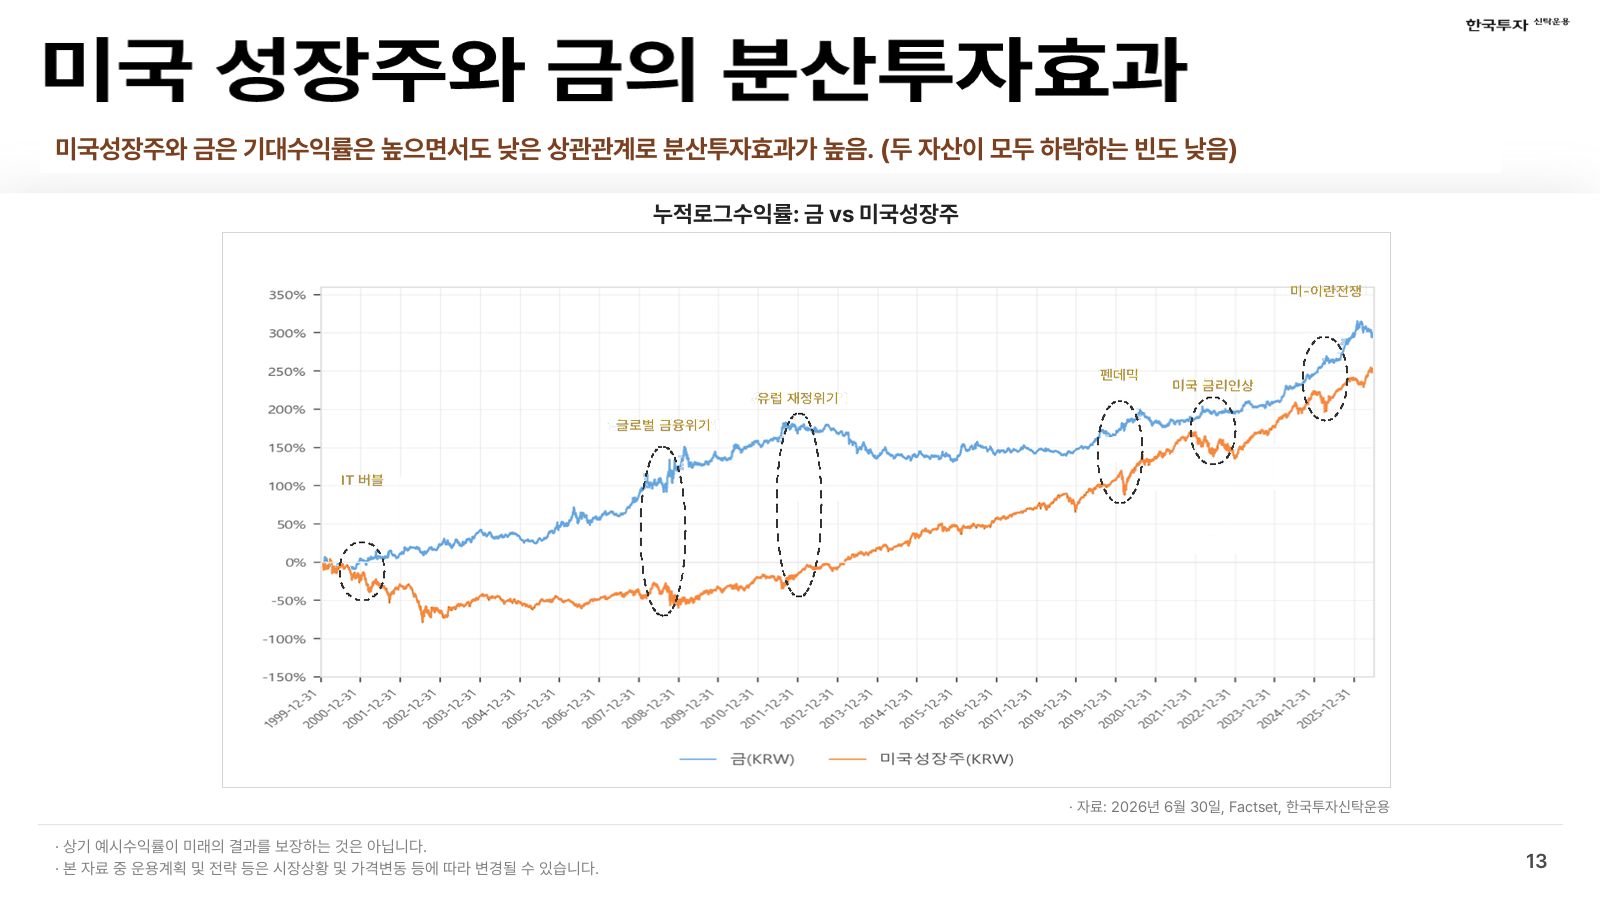 한국투자 신탁운용
미국 성장주와 금의 분산투자효과
미국성장주와 금은 기대수익률은 높으면서도 낮은 상관관계로 분산투자효과가 높음. (두 자산이 모두 하락하는 빈도 낮음)
누적로그수익률: 금 vs 미국성장주
미-이란전쟁
350%
300%
펜데믹
250%
미국 금리인상
유럽 재정위기
200%
글로벌 금융위기
150%
IT 버블
100%
50%
0%
-50%
-100%
-150%
1999-12-31
2000-12-31
2001-12-31
2002-12-31
2003-12-31
2004-12-31
2005-12-31
2006-12-31
2007-12-31
2008-12-31
2009-12-31
2010-12-31
2011-12-31
2012-12-31
2013-12-31
2014-12-31
2015-12-31
2016-12-31
2017-12-31
2018-12-31
2019-12-31
2020-12-31
2021-12-31
2022-12-31
2023-12-31
2024-12-31
2025-12-31
금(KRW) 미국성장주(KRW)
· 자료: 2026년 6월 30일, Factset, 한국투자신탁운용
· 상기 예시수익률이 미래의 결과를 보장하는 것은 아닙니다.
· 본 자료 중 운용계획 및 전략 등은 시장상황 및 가격변동 등에 따라 변경될 수 있습니다.
13